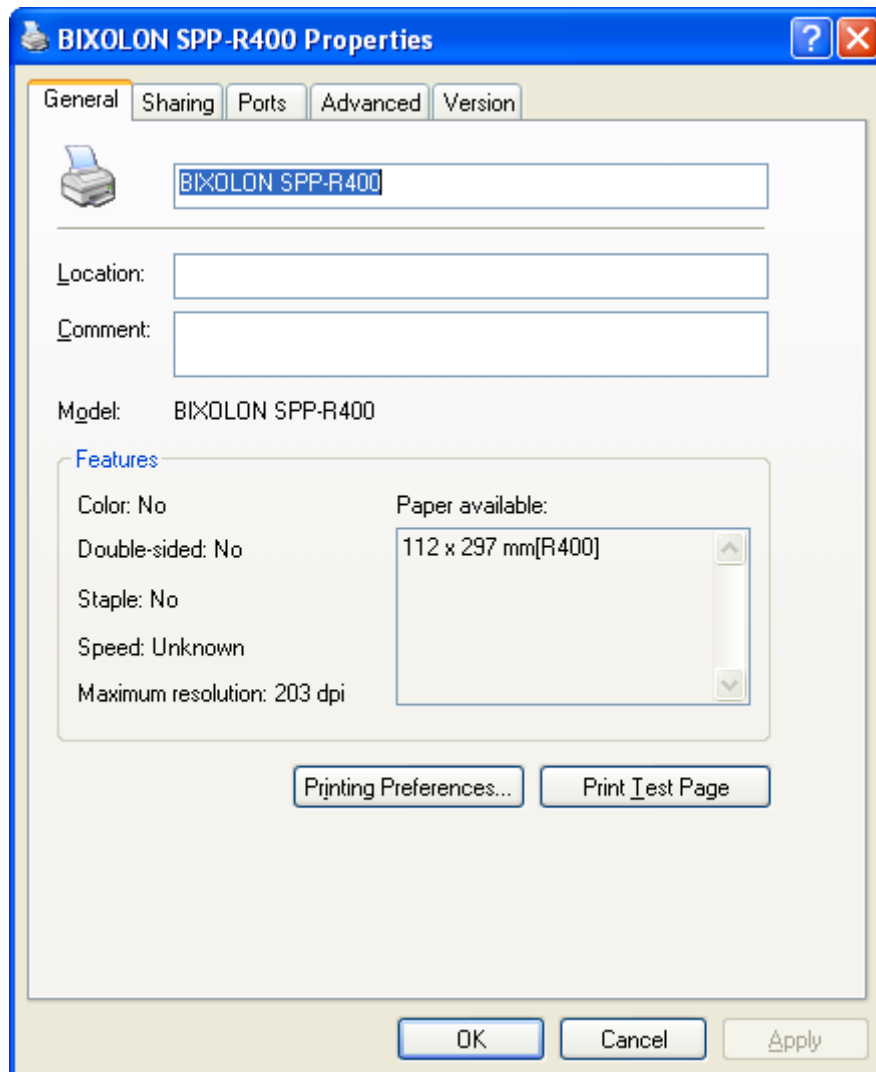 BIXOLON SPP-R400 Properties
General Sharing Ports Advanced Version
BIXOLON SPP-R400
Location:
Comment:
Model: BIXOLON SPP-R400
Features
Color: No
Paper available:
Double-sided: No
112 x 297 mm[R400]
Staple: No
Speed: Unknown
Maximum resolution: 203 dpi
Printing Preferences... Print Test Page
OK Cancel Apply